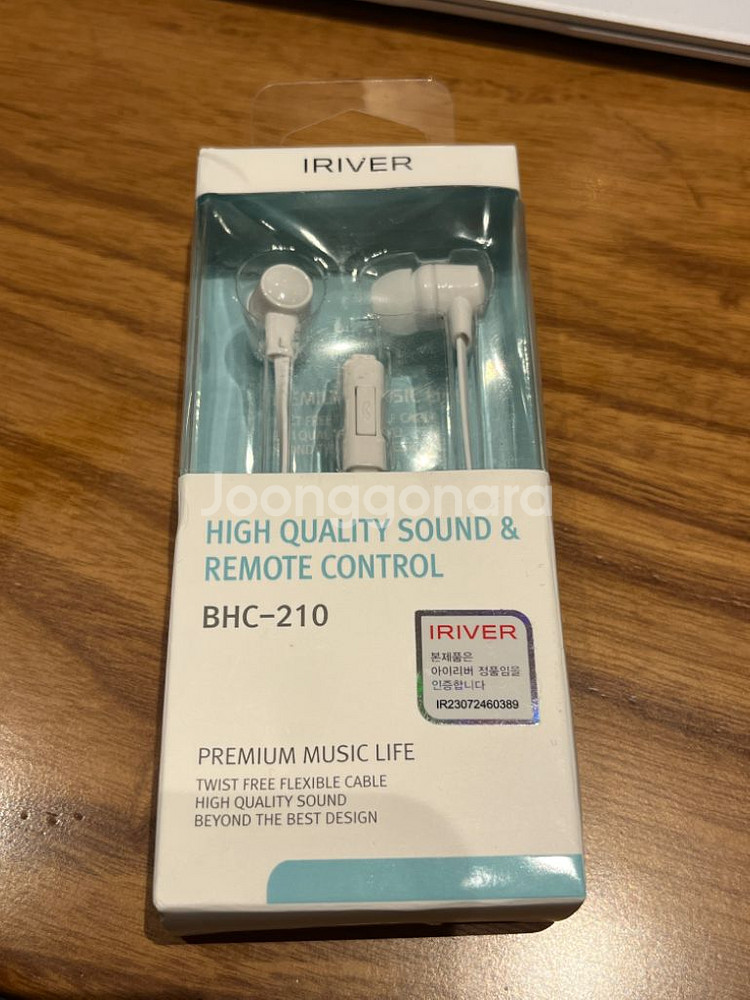 IRIVER
Joonggonara
HIGH QUALITY SOUND &
REMOTE CONTROL
BHC-210
IRIVER
본제품은
아이리버 정품임을
인증합니다
IR23072460389
PREMIUM MUSIC LIFE
TWIST FREE FLEXIBLE CABLE
HIGH QUALITY SOUND
BEYOND THE BEST DESIGN